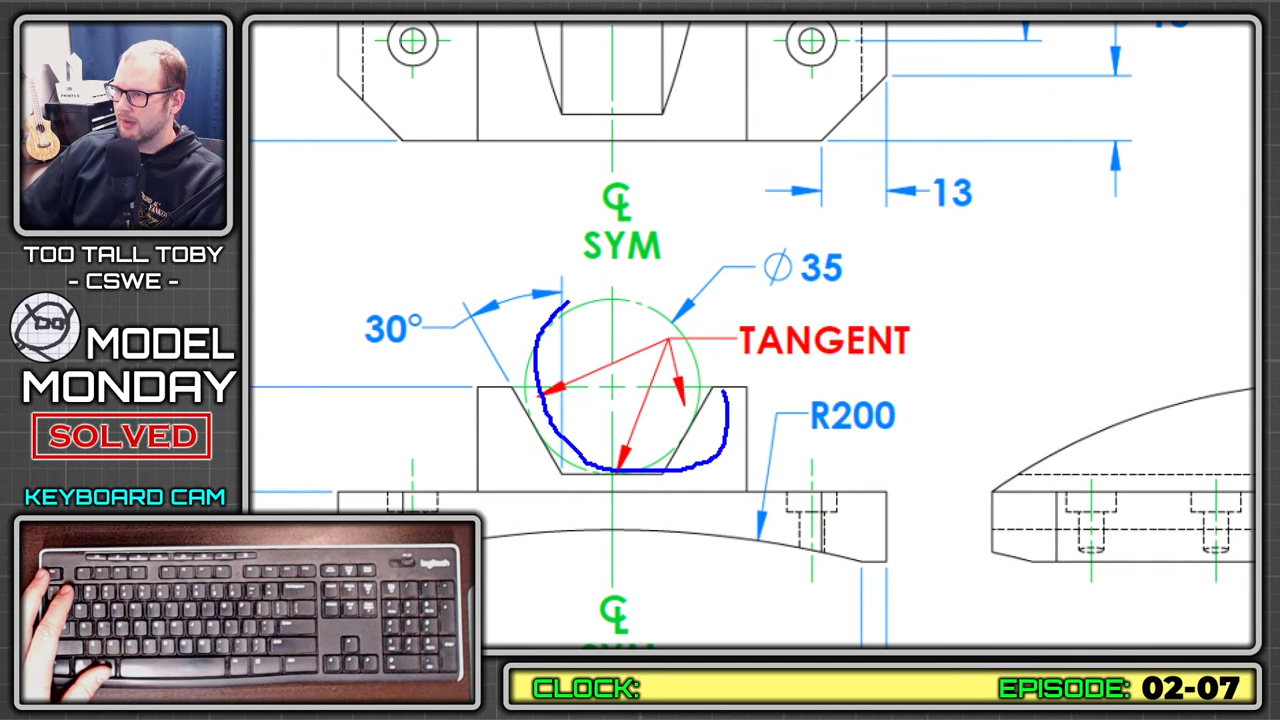 ℄
SYM
13
⌀ 35
30°
TANGENT
R200
℄
TOO TALL TOBY
- CSWE -
MODEL
MONDAY
SOLVED
KEYBOARD CAM
logitech
CLOCK:
EPISODE: 02-07